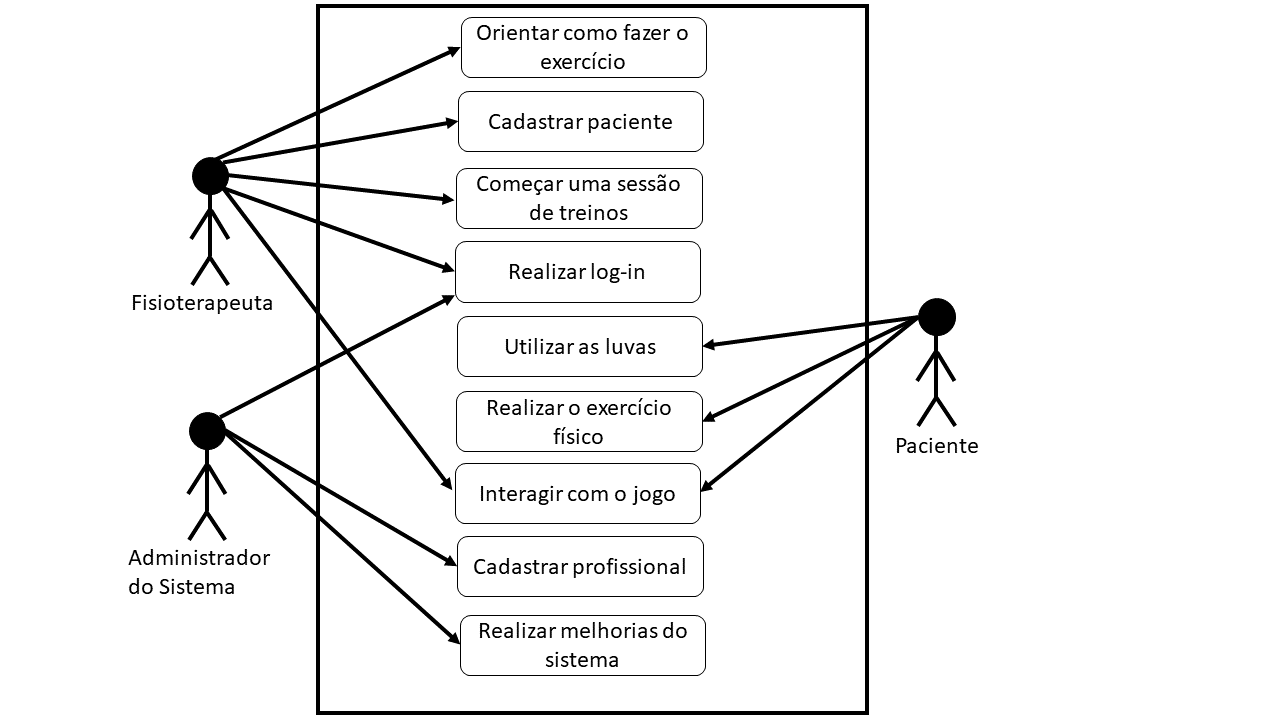 Orientar como fazer o
exercício
Cadastrar paciente
Começar uma sessão
de treinos
Realizar log-in
Fisioterapeuta
Utilizar as luvas
Realizar o exercício
físico
Paciente
Interagir com o jogo
Administrador
do Sistema
Cadastrar profissional
Realizar melhorias do
sistema